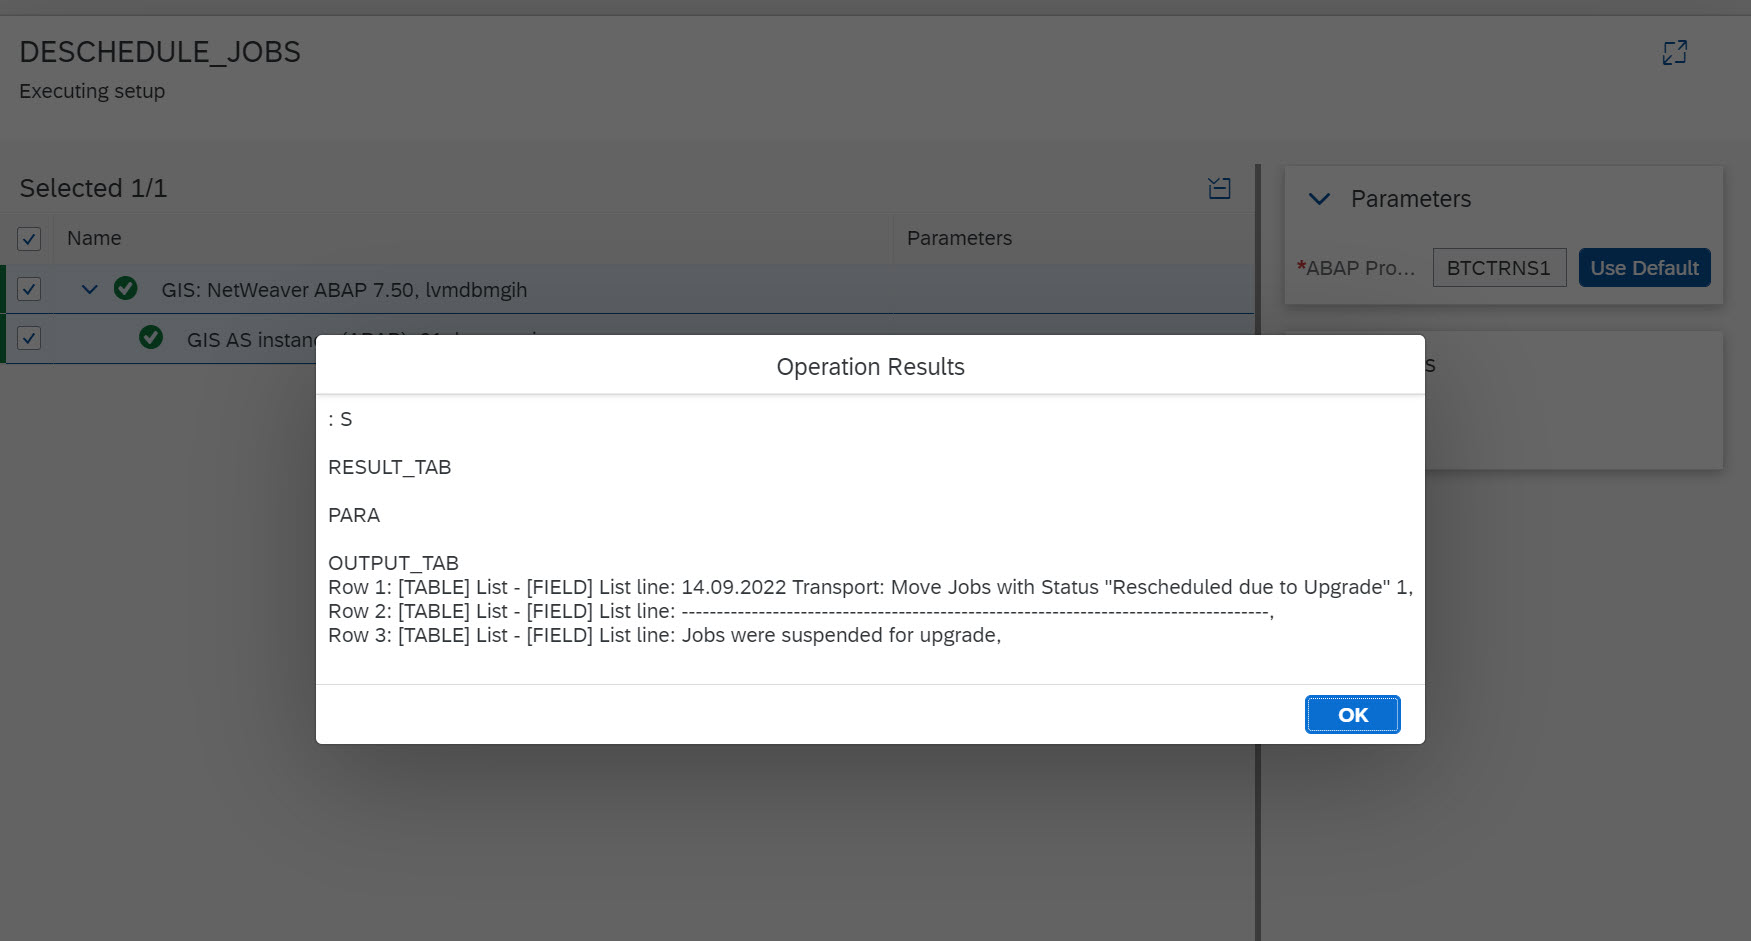 DESCHEDULE_JOBS
Executing setup
Selected 1/1
Name
Parameters
GIS: NetWeaver ABAP 7.50, lvmdbmgih
GIS AS
Parameters
*ABAP Pro...
BTCTRNS1
Use Default
Operation Results
: S
RESULT_TAB
PARA
OUTPUT_TAB
Row 1: [TABLE] List - [FIELD] List line: 14.09.2022 Transport: Move Jobs with Status "Rescheduled due to Upgrade" 1,
Row 2: [TABLE] List - [FIELD] List line: ------------------------------------------------------------------------------------,
Row 3: [TABLE] List - [FIELD] List line: Jobs were suspended for upgrade,
OK